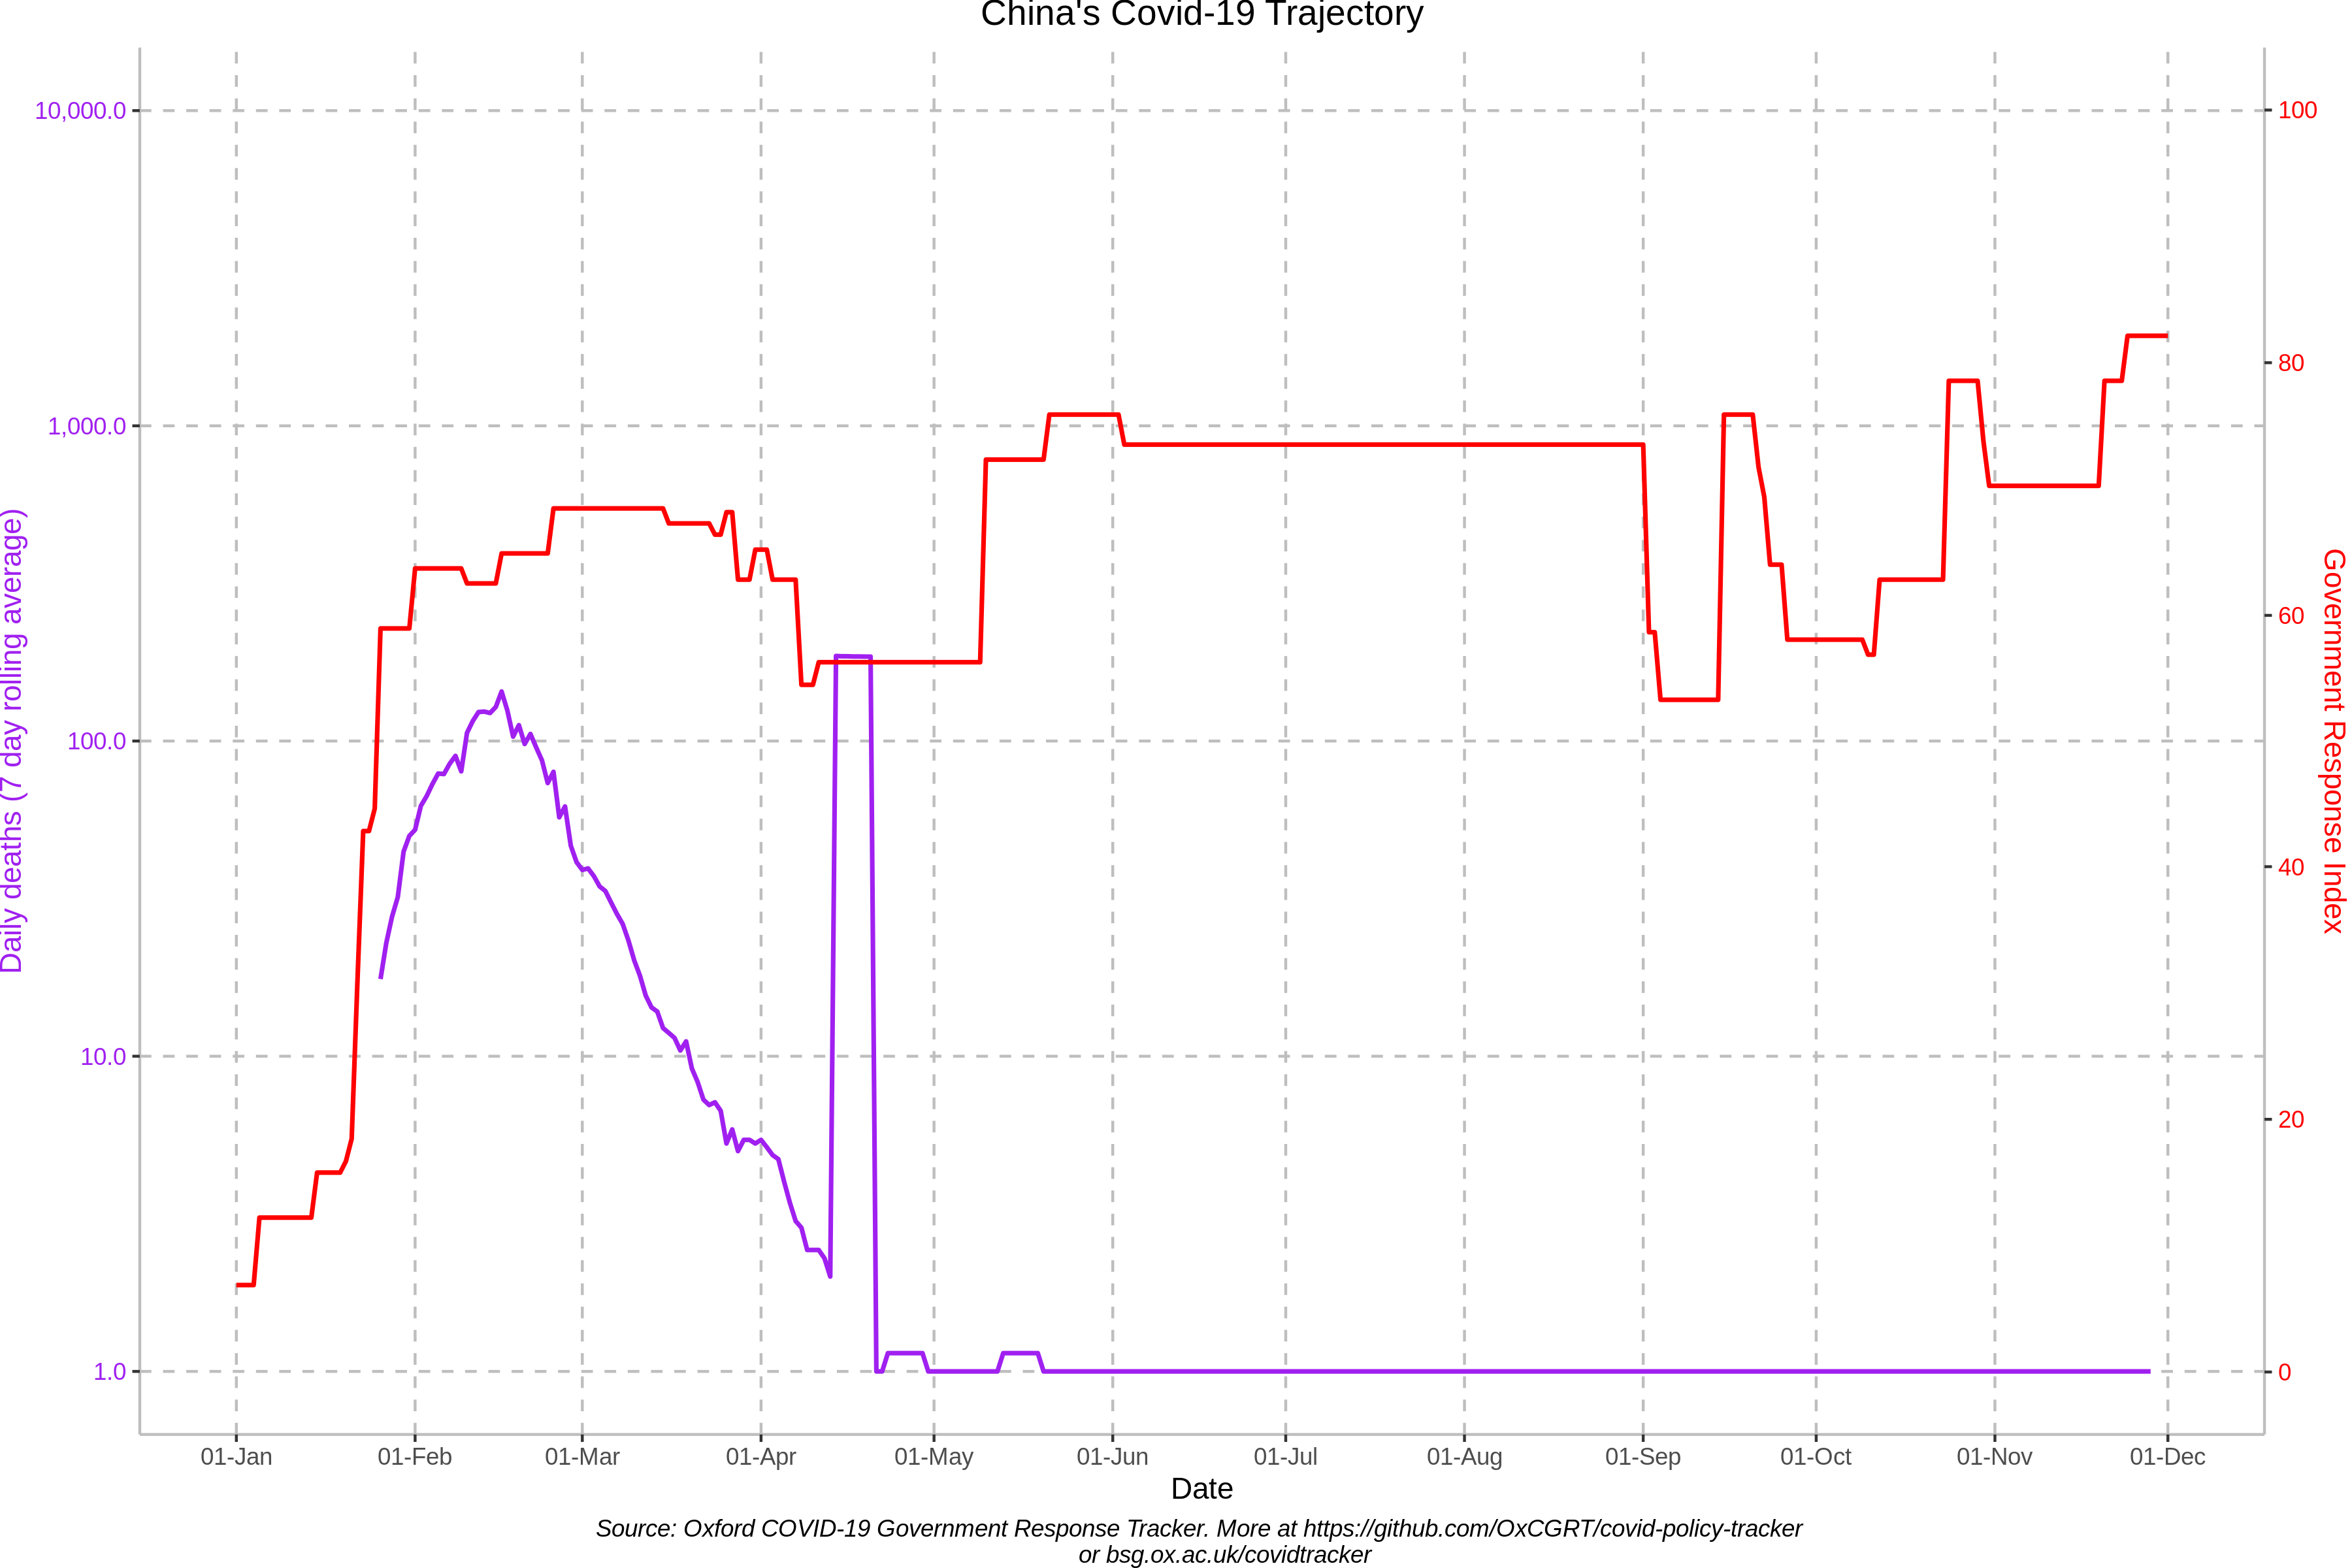 China's Covid-19 Trajectory
10,000.0
1,000.0
100.0
10.0
1.0
Daily deaths (7 day rolling average)
100
80
60
40
20
0
Government Response Index
01-Jan 01-Feb 01-Mar 01-Apr 01-May 01-Jun 01-Jul 01-Aug 01-Sep 01-Oct 01-Nov 01-Dec
Date
Source: Oxford COVID-19 Government Response Tracker. More at https://github.com/OxCGRT/covid-policy-tracker
or bsg.ox.ac.uk/covidtracker